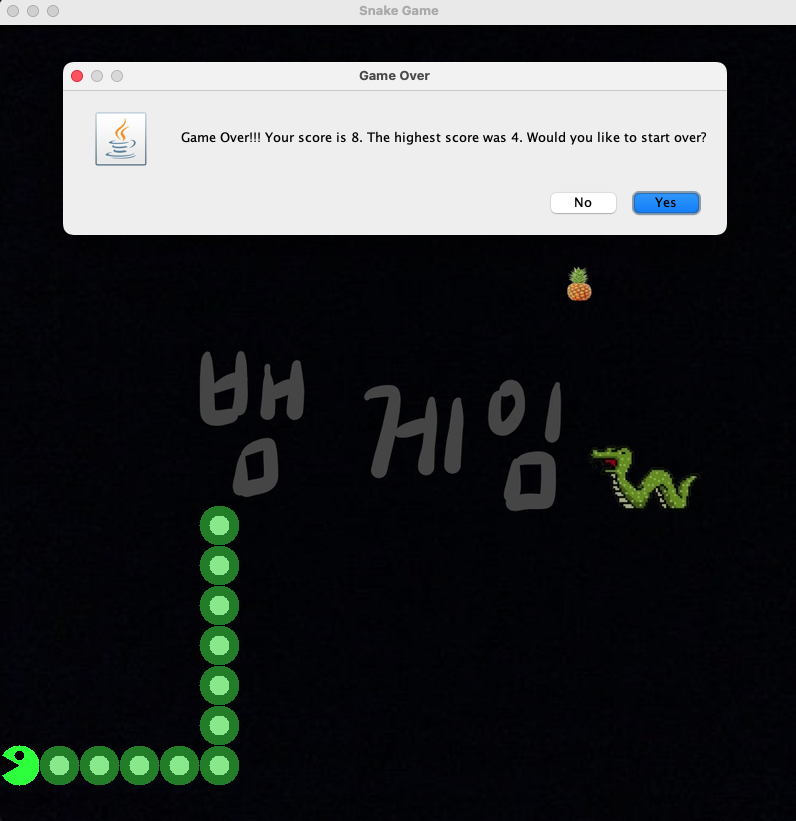 Snake Game
Game Over
Game Over!!! Your score is 8. The highest score was 4. Would you like to start over?
No
Yes
뱀 게임